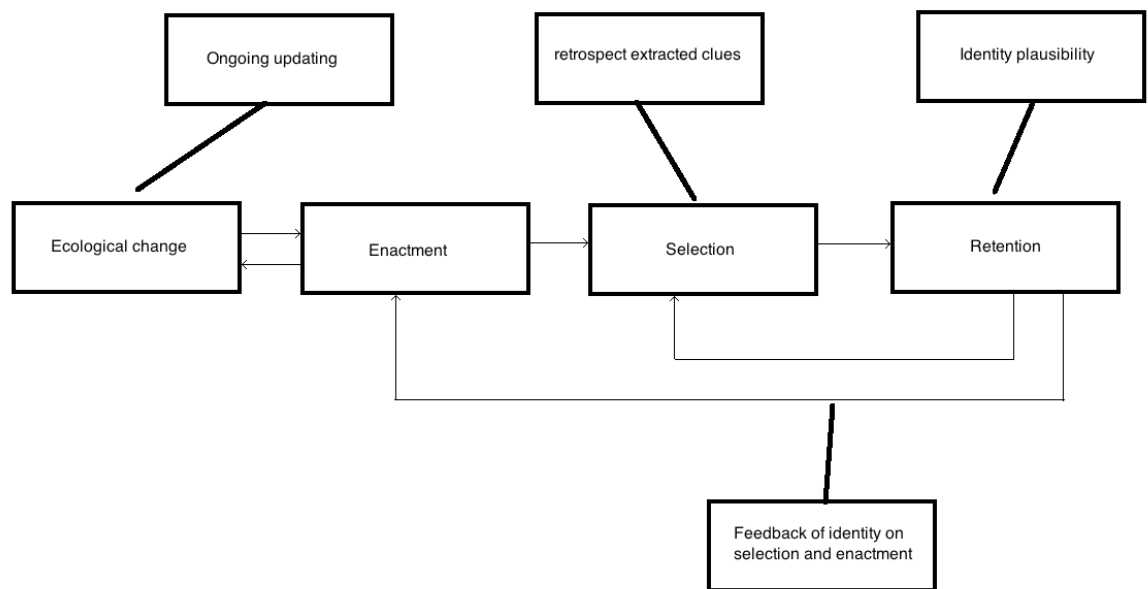 Ongoing updating
retrospect extracted clues
Identity plausibility
Ecological change
Enactment
Selection
Retention
Feedback of identity on
selection and enactment